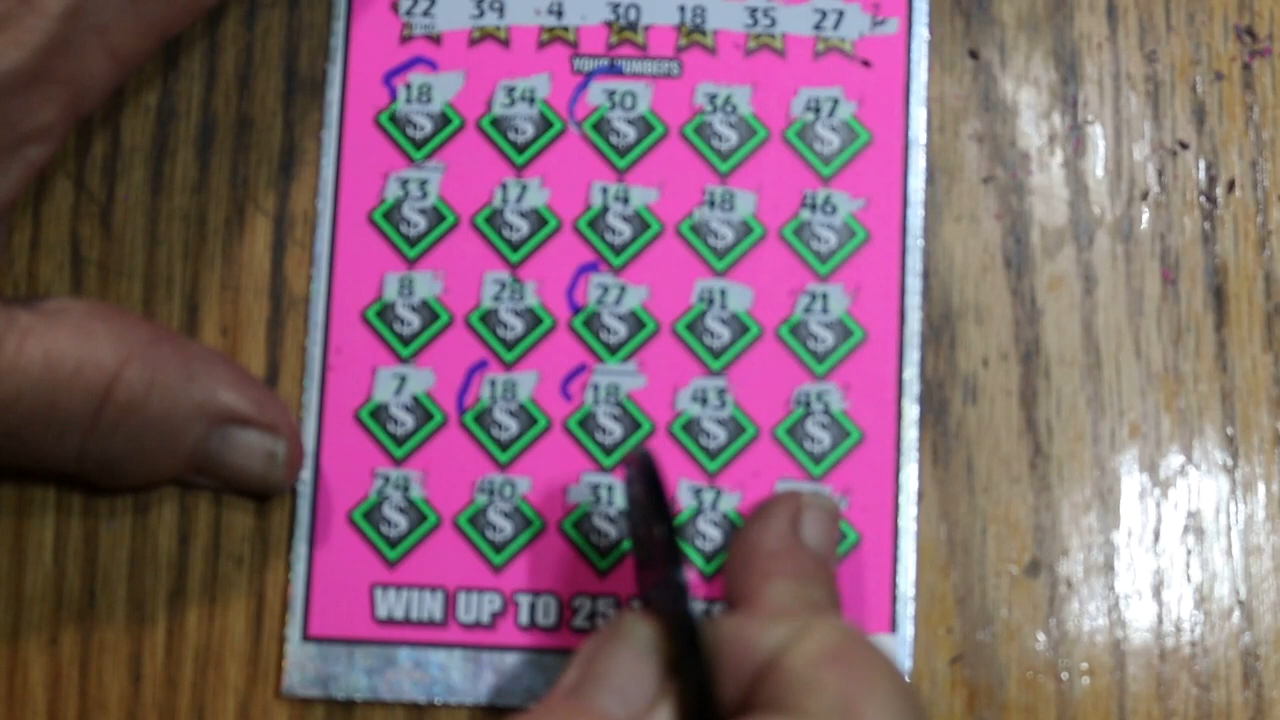 22 39 4 30 18 35 27
YOUR NUMBERS
18 34 30 36 47
$ $ $ $ $
33 17 14 48 46
$ $ $ $ $
8 28 27 41 21
$ $ $ $ $
7 18 18 43 45
$ $ $ $ $
24 40 31 37
$ $ $ $
WIN UP TO 25